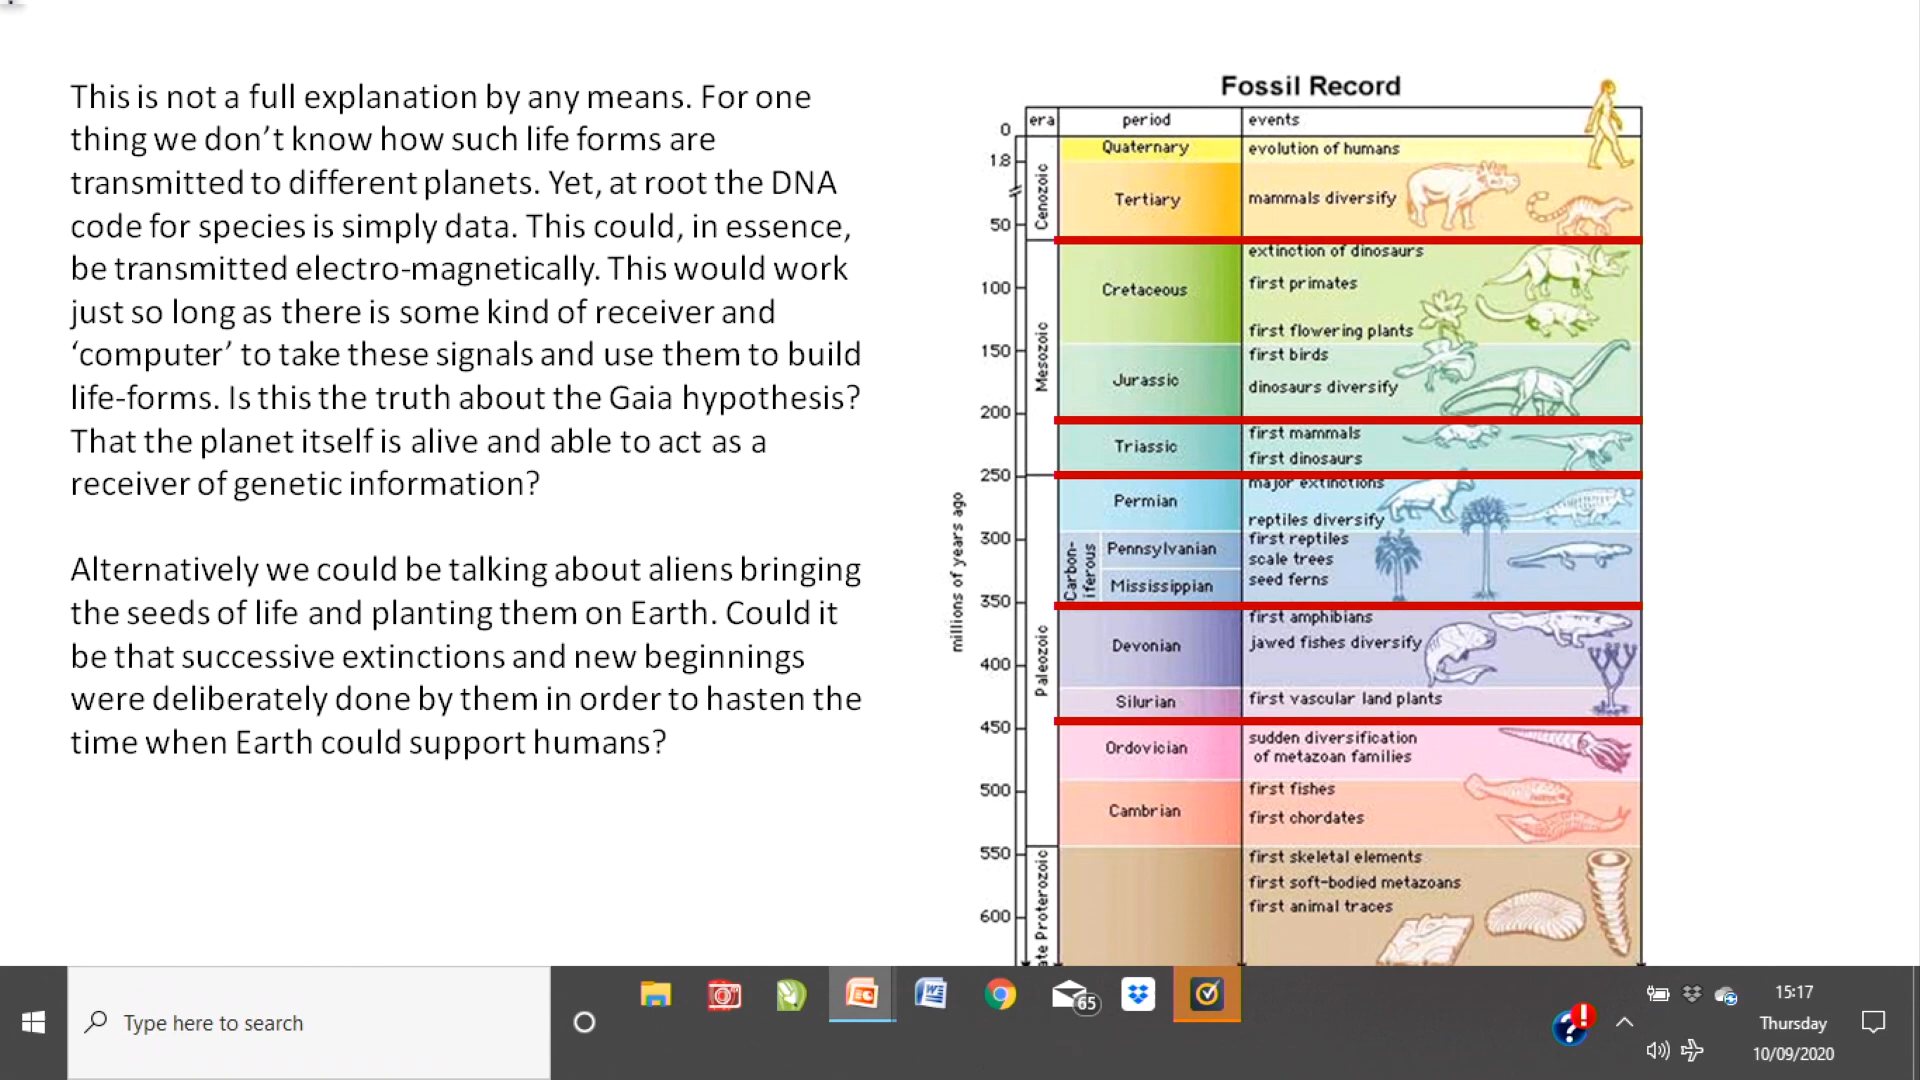 This is not a full explanation by any means. For one
thing we don't know how such life forms are
transmitted to different planets. Yet, at root the DNA
code for species is simply data. This could, in essence,
be transmitted electro-magnetically. This would work
just so long as there is some kind of receiver and
'computer' to take these signals and use them to build
life-forms. Is this the truth about the Gaia hypothesis?
That the planet itself is alive and able to act as a
receiver of genetic information?
Alternatively we could be talking about aliens bringing
the seeds of life and planting them on Earth. Could it
be that successive extinctions and new beginnings
were deliberately done by them in order to hasten the
time when Earth could support humans?
Fossil Record
era period events
0
1.8
50
100
150
200
250
300
350
400
450
500
550
600
millions of years ago
Cenozoic
Mesozoic
Paleozoic
ate Proterozoic
Quaternary
evolution of humans
Tertiary
mammals diversify
Cretaceous
extinction of dinosaurs
first primates
first flowering plants
Jurassic
first birds
dinosaurs diversify
Triassic
first mammals
first dinosaurs
Permian
major extinctions
reptiles diversify
Carbon-
iferous
Pennsylvanian
Mississippian
first reptiles
scale trees
seed ferns
Devonian
first amphibians
jawed fishes diversify
Silurian
first vascular land plants
Ordovician
sudden diversification
of metazoan families
Cambrian
first fishes
first chordates
first skeletal elements
first soft-bodied metazoans
first animal traces
Type here to search
65
15:17
Thursday
10/09/2020